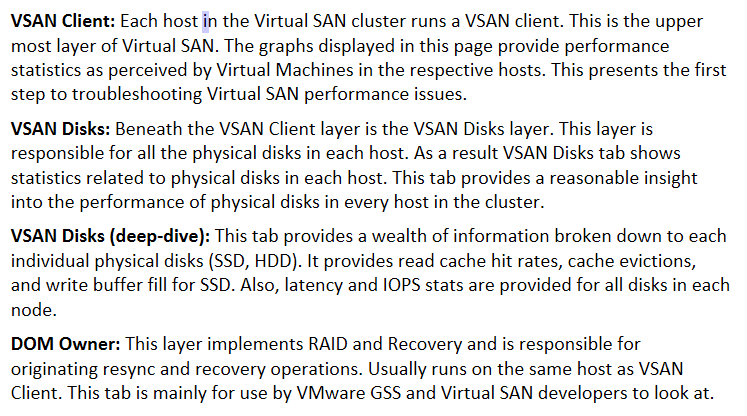 VSAN Client: Each host in the Virtual SAN cluster runs a VSAN client. This is the upper
most layer of Virtual SAN. The graphs displayed in this page provide performance
statistics as perceived by Virtual Machines in the respective hosts. This presents the first
step to troubleshooting Virtual SAN performance issues.
VSAN Disks: Beneath the VSAN Client layer is the VSAN Disks layer. This layer is
responsible for all the physical disks in each host. As a result VSAN Disks tab shows
statistics related to physical disks in each host. This tab provides a reasonable insight
into the performance of physical disks in every host in the cluster.
VSAN Disks (deep-dive): This tab provides a wealth of information broken down to each
individual physical disks (SSD, HDD). It provides read cache hit rates, cache evictions,
and write buffer fill for SSD. Also, latency and IOPS stats are provided for all disks in each
node.
DOM Owner: This layer implements RAID and Recovery and is responsible for
originating resync and recovery operations. Usually runs on the same host as VSAN
Client. This tab is mainly for use by VMware GSS and Virtual SAN developers to look at.